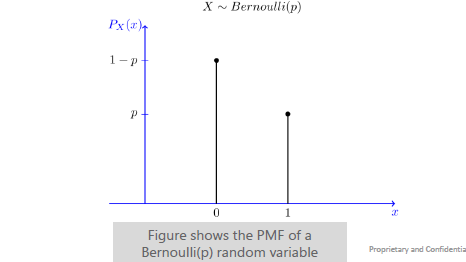 X ∼ Bernoulli(p)
P_X(x)
1 − p
p
0 1
x
Figure shows the PMF of a
Bernoulli(p) random variable
Proprietary and Confidentia